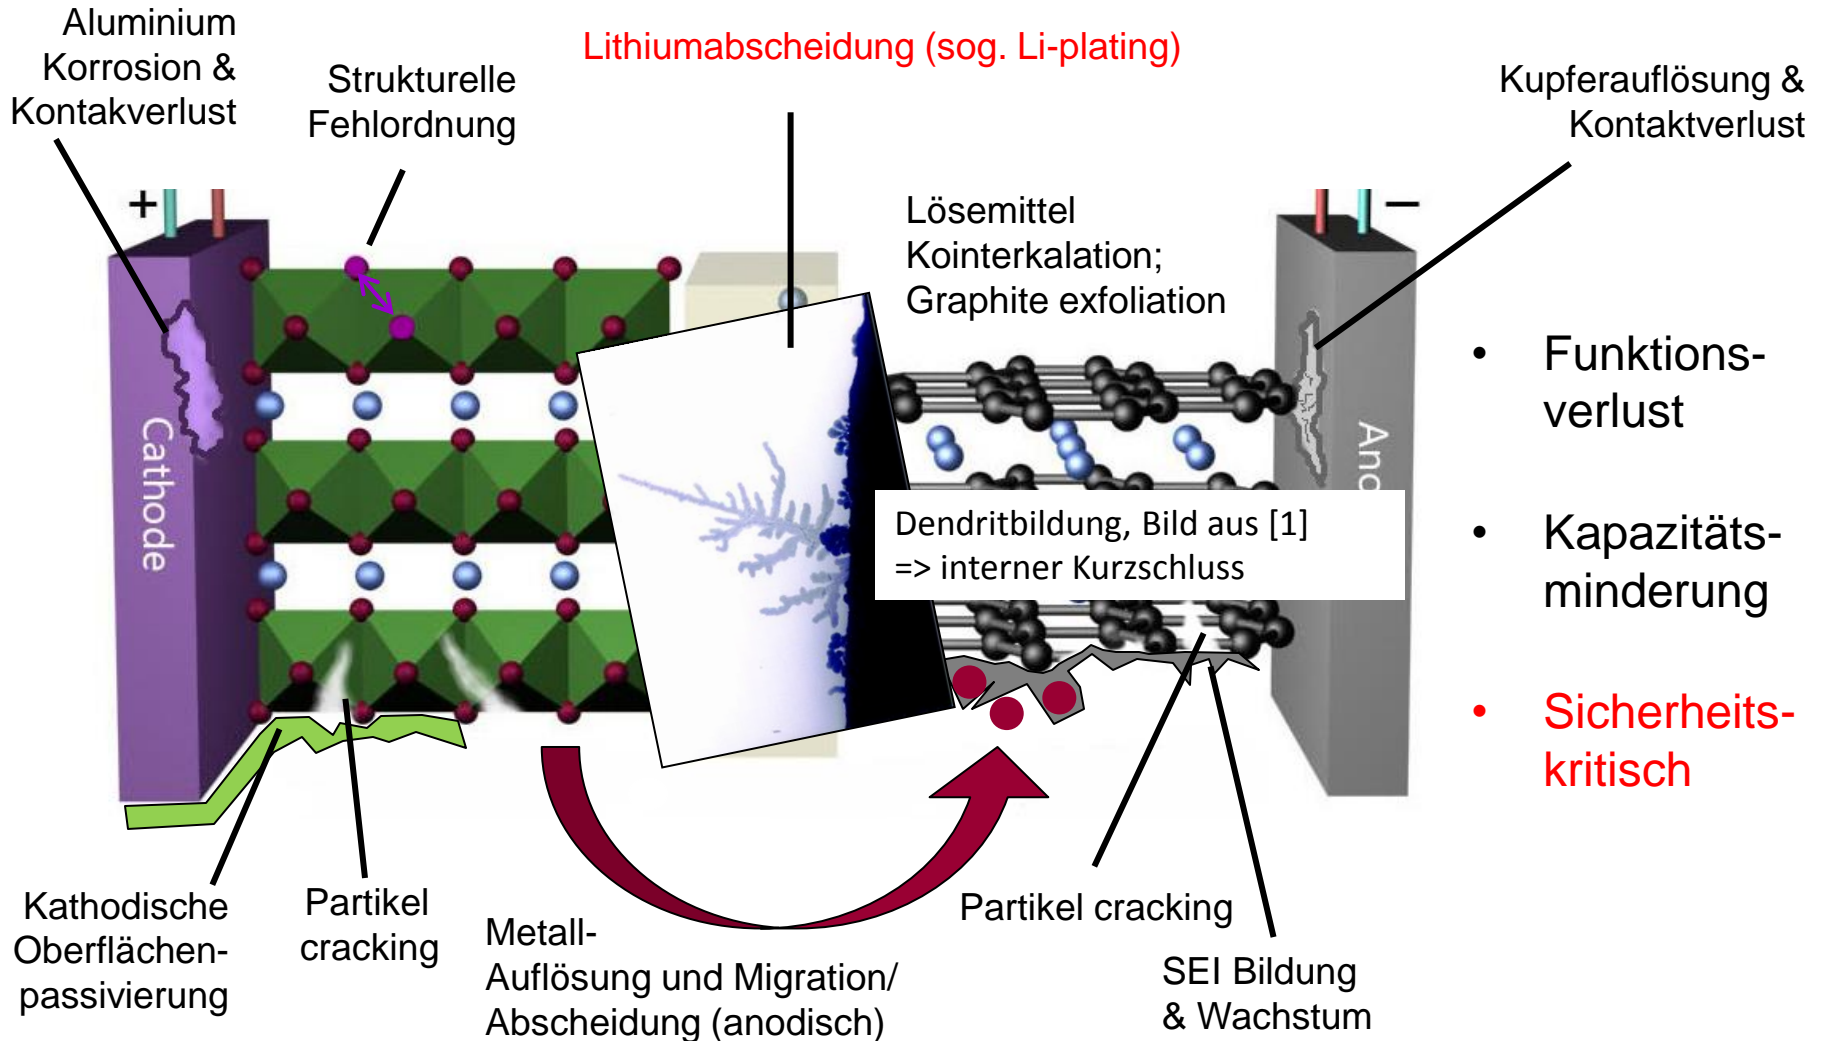 Aluminium
Korrosion &
Kontakverlust
Strukturelle
Fehlordnung
Lithiumabscheidung (sog. Li-plating)
Kupferauflösung &
Kontaktverlust
+
–
Lösemittel
Kointerkalation;
Graphite exfoliation
Cathode
Ano
Dendritbildung, Bild aus [1]
=> interner Kurzschluss
• Funktions-
verlust
• Kapazitäts-
minderung
• Sicherheits-
kritisch
Kathodische
Oberflächen-
passivierung
Partikel
cracking
Metall-
Auflösung und Migration/
Abscheidung (anodisch)
Partikel cracking
SEI Bildung
& Wachstum